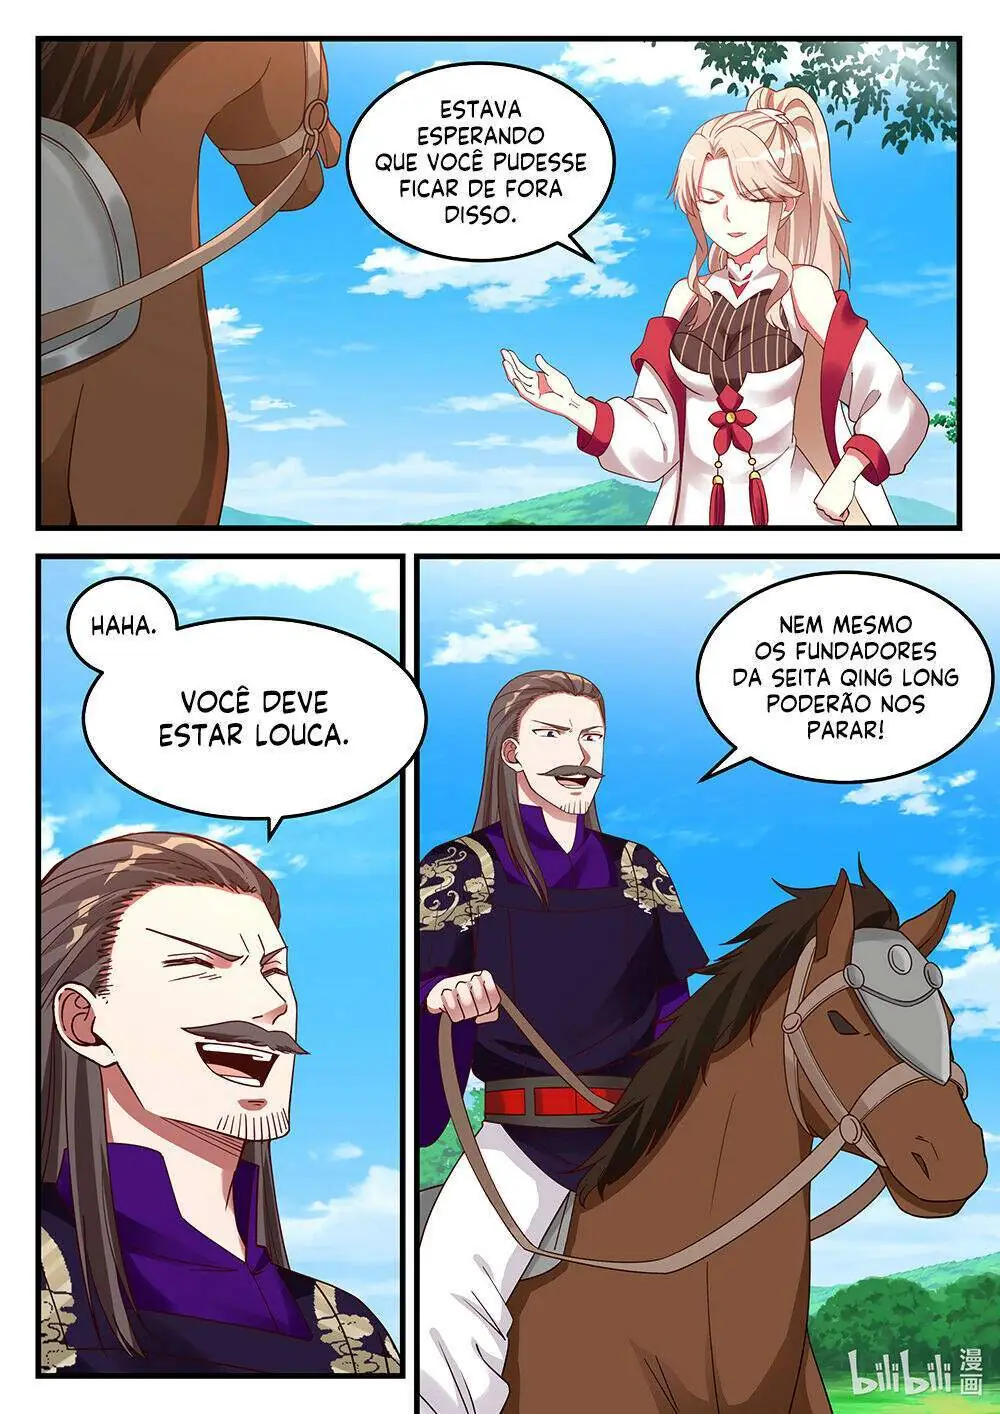 ESTAVA
ESPERANDO
QUE VOCÊ PUDESSE
FICAR DE FORA
DISSO.
HAHA.
VOCÊ DEVE
ESTAR LOUCA.
NEM MESMO
OS FUNDADORES
DA SEITA QING LONG
PODERÃO NOS
PARAR!
bilibili 漫画